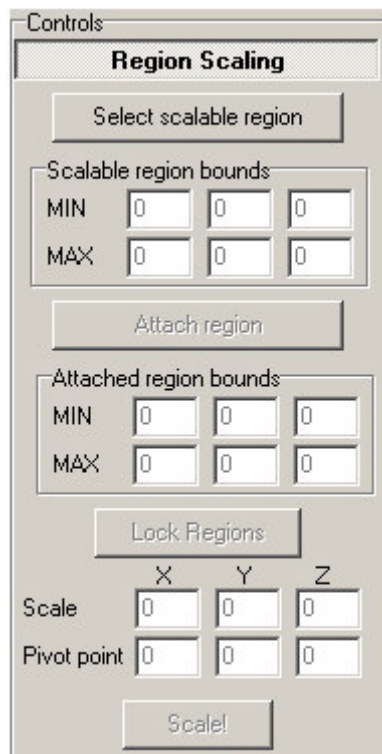 Controls
Region Scaling
Select scalable region
Scalable region bounds
MIN 0 0 0
MAX 0 0 0
Attach region
Attached region bounds
MIN 0 0 0
MAX 0 0 0
Lock Regions
X Y Z
Scale 0 0 0
Pivot point 0 0 0
Scale!